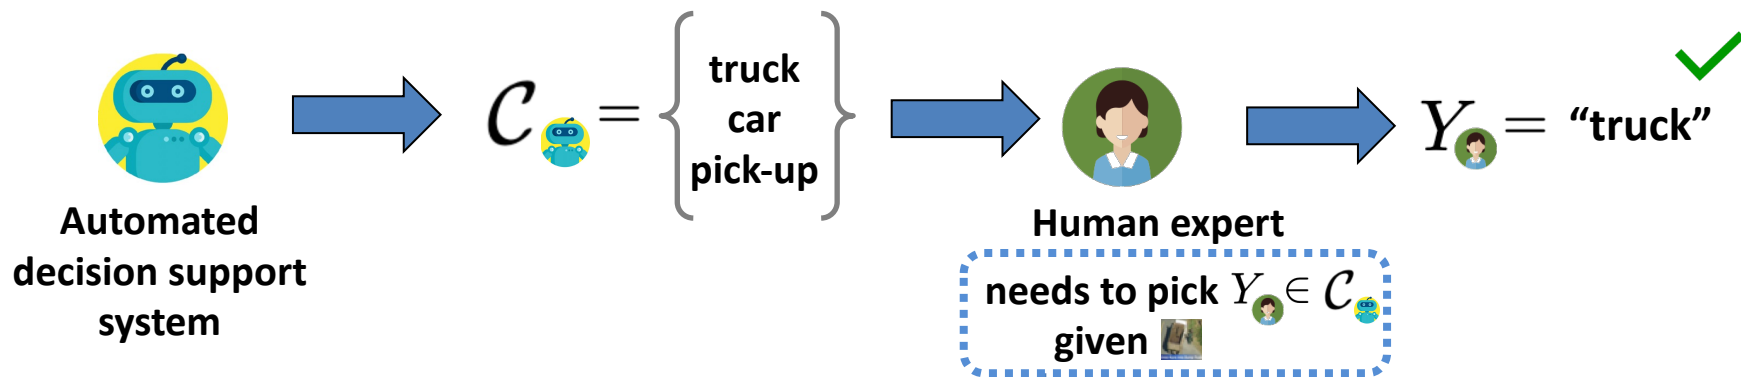 truck
car
pick-up
C =
Y = “truck”
Automated
decision support
system
Human expert
needs to pick Y ∈ C
given